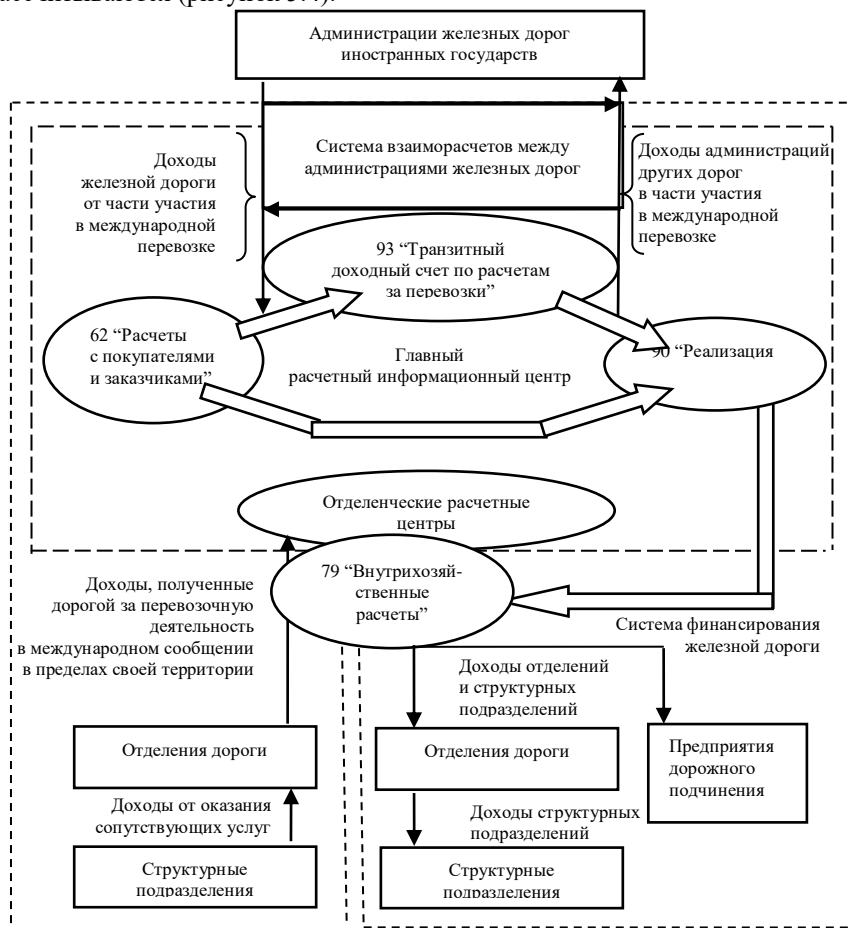 (рисунок 3.4).
Администрации железных дорог
иностранных государств
Система взаиморасчетов между
администрациями железных дорог
Доходы
железной дороги
от части участия
в международной
перевозке
Доходы администраций
других дорог
в части участия
в международной
перевозке
93 “Транзитный
доходный счет по расчетам
за перевозки”
62 “Расчеты
с покупателями
и заказчиками”
Главный
расчетный информационный центр
90 “Реализация
Отделенческие расчетные
центры
79 “Внутрихозяй-
ственные
расчеты”
Доходы, полученные
дорогой за перевозочную
деятельность
в международном сообщении
в пределах своей территории
Система финансирования
железной дороги
Доходы отделений
и структурных
подразделений
Отделения дороги
Отделения дороги
Предприятия
дорожного
подчинения
Доходы от оказания
сопутствующих услуг
Доходы структурных
подразделений
Структурные
подразделения
Структурные
подразделения